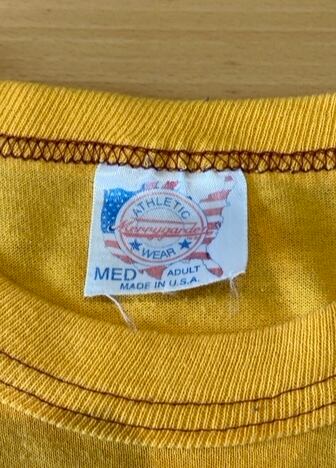 ATHLETIC
Kerrygarden
WEAR
MED ADULT
MADE IN U.S.A.